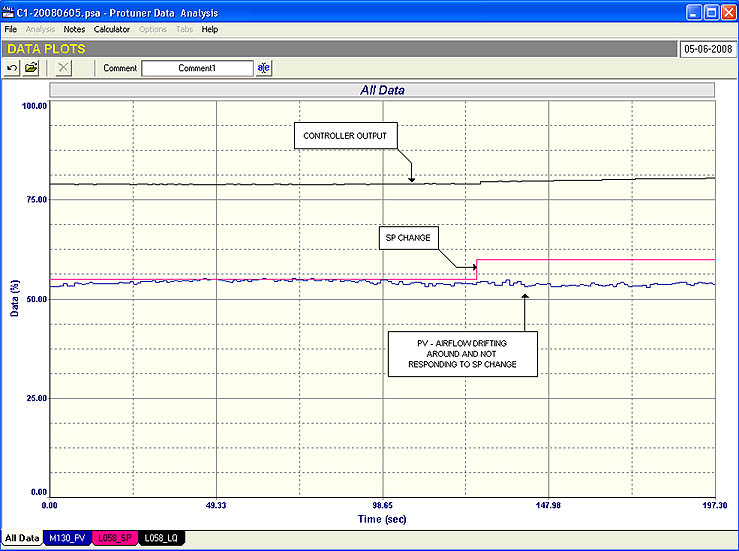 C1-20080605.psa - Protuner Data Analysis
File Analysis Notes Calculator Options Tabs Help
DATA PLOTS
05-06-2008
Comment
Comment1
All Data
100.00
CONTROLLER OUTPUT
75.00
SP CHANGE
Data (%)
50.00
PV - AIRFLOW DRIFTING
AROUND AND NOT
RESPONDING TO SP CHANGE
25.00
0.00
0.00 49.33 98.65 147.98 197.30
Time (sec)
All Data M130_PV L058_SP L058_LQ